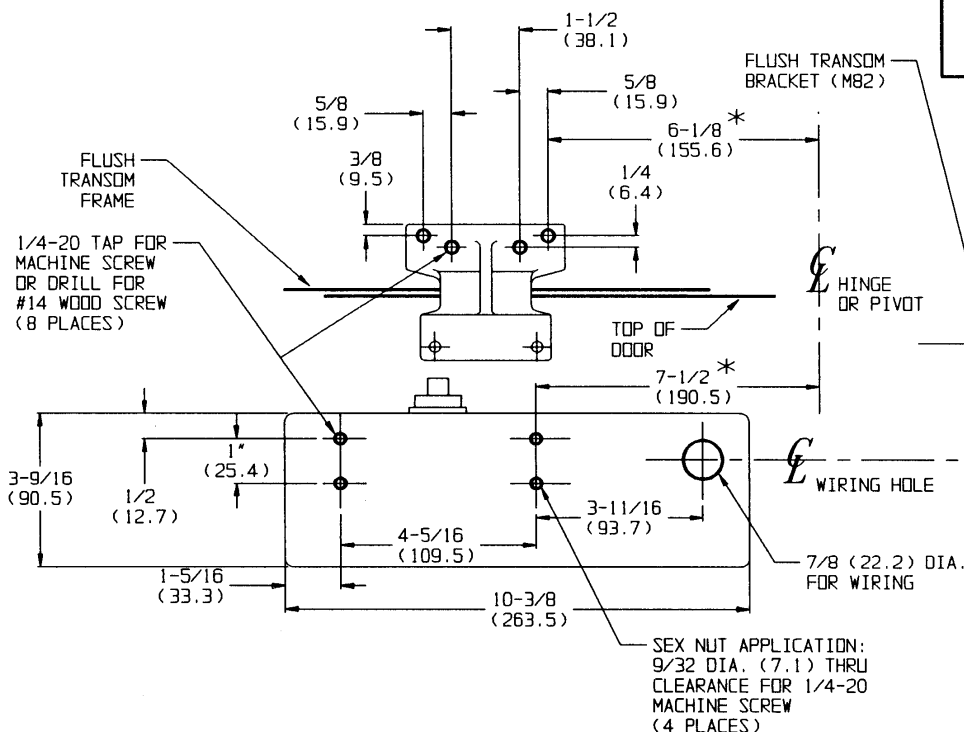 1-1/2
(38.1)
FLUSH TRANSOM
BRACKET (M82)
5/8
(15.9)
5/8
(15.9)
6-1/8 *
(155.6)
3/8
(9.5)
1/4
(6.4)
FLUSH
TRANSOM
FRAME
1/4-20 TAP FOR
MACHINE SCREW
OR DRILL FOR
#14 WOOD SCREW
(8 PLACES)
CL HINGE
OR PIVOT
TOP OF
DOOR
7-1/2 *
(190.5)
3-9/16
(90.5)
1/2
(12.7)
1"
(25.4)
CL WIRING HOLE
3-11/16
(93.7)
4-5/16
(109.5)
1-5/16
(33.3)
10-3/8
(263.5)
7/8 (22.2) DIA.
FOR WIRING
SEX NUT APPLICATION:
9/32 DIA. (7.1) THRU
CLEARANCE FOR 1/4-20
MACHINE SCREW
(4 PLACES)